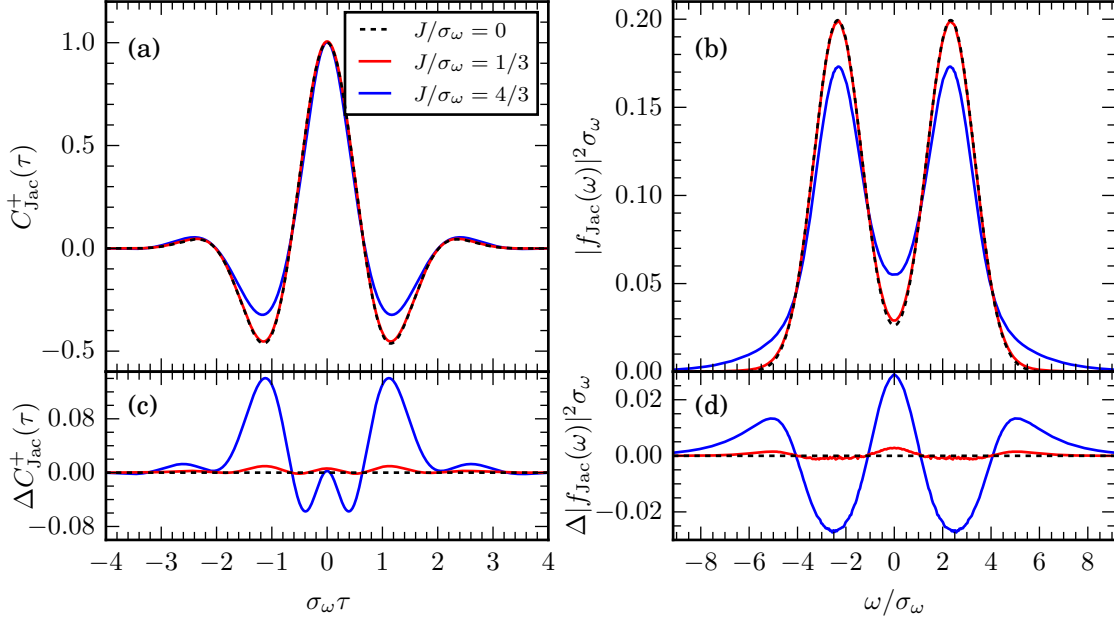 (a)
J/σ_ω = 0
J/σ_ω = 1/3
J/σ_ω = 4/3
1.0
0.5
0.0
−0.5
C⁺_Jac(τ)
(b)
0.20
0.15
0.10
0.05
0.00
|f_Jac(ω)|²σ_ω
(c)
0.08
0.00
−0.08
ΔC⁺_Jac(τ)
−4 −3 −2 −1 0 1 2 3 4
σ_ωτ
(d)
0.02
0.00
−0.02
Δ|f_Jac(ω)|²σ_ω
−8 −6 −4 −2 0 2 4 6 8
ω/σ_ω